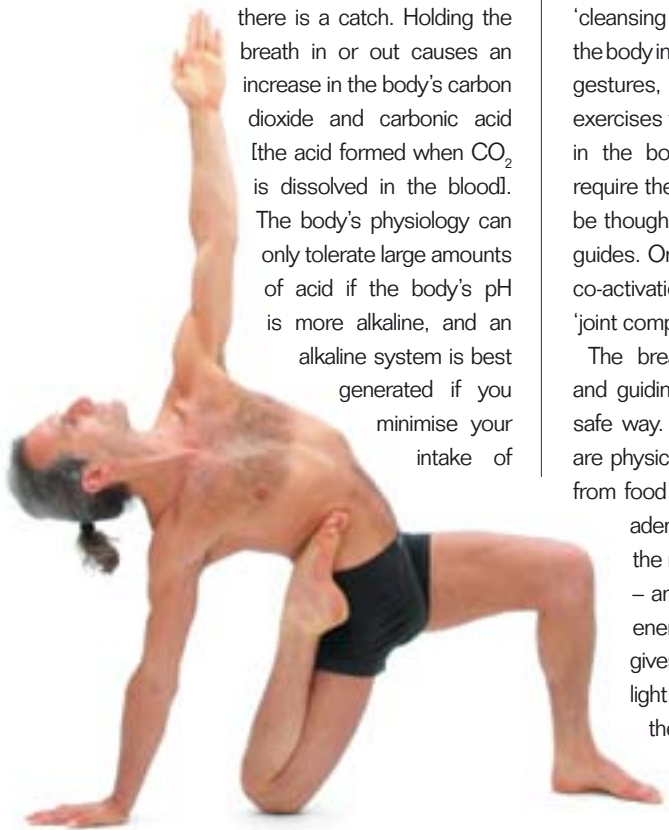 there is a catch. Holding the
breath in or out causes an
increase in the body's carbon
dioxide and carbonic acid
[the acid formed when CO₂
is dissolved in the blood].
The body's physiology can
only tolerate large amounts
of acid if the body's pH
is more alkaline, and an
alkaline system is best
generated if you
minimise your
intake of
‘cleansing
the body in
gestures,
exercises
in the bo
require the
be though
guides. Or
co-activati
‘joint comp
The brea
and guidin
safe way.
are physic
from food
ader
the
– ar
ener
gives
light
the